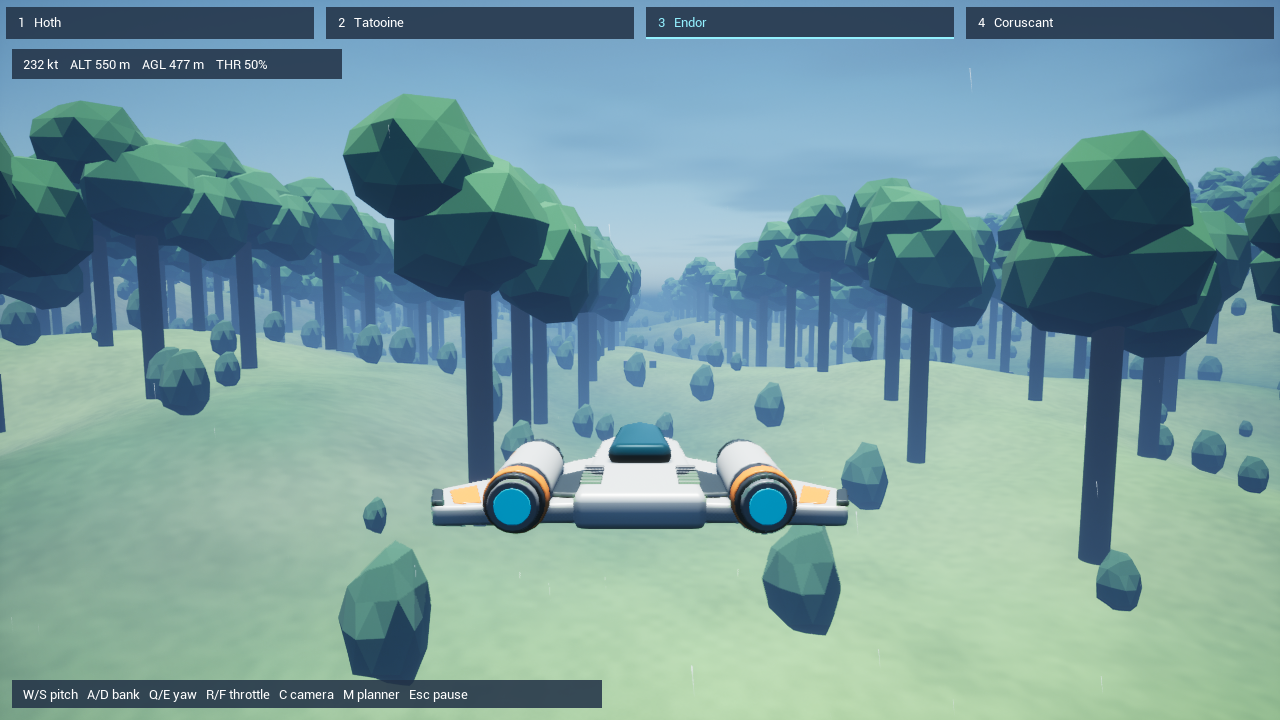 1 Hoth
2 Tatooine
3 Endor
4 Coruscant
232 kt ALT 550 m AGL 477 m THR 50%
W/S pitch A/D bank Q/E yaw R/F throttle C camera M planner Esc pause